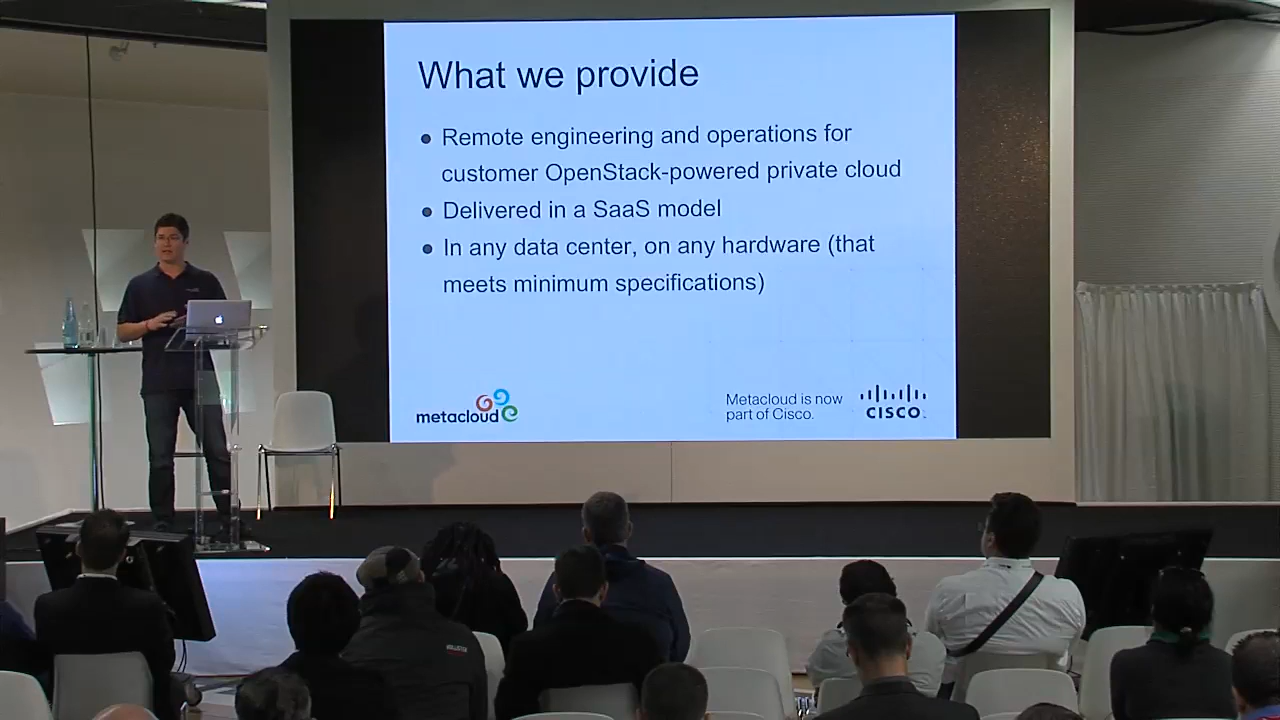 What we provide
● Remote engineering and operations for
customer OpenStack-powered private cloud
● Delivered in a SaaS model
● In any data center, on any hardware (that
meets minimum specifications)
metacloud
Metacloud is now
part of Cisco.
CISCO
HOLLISTER